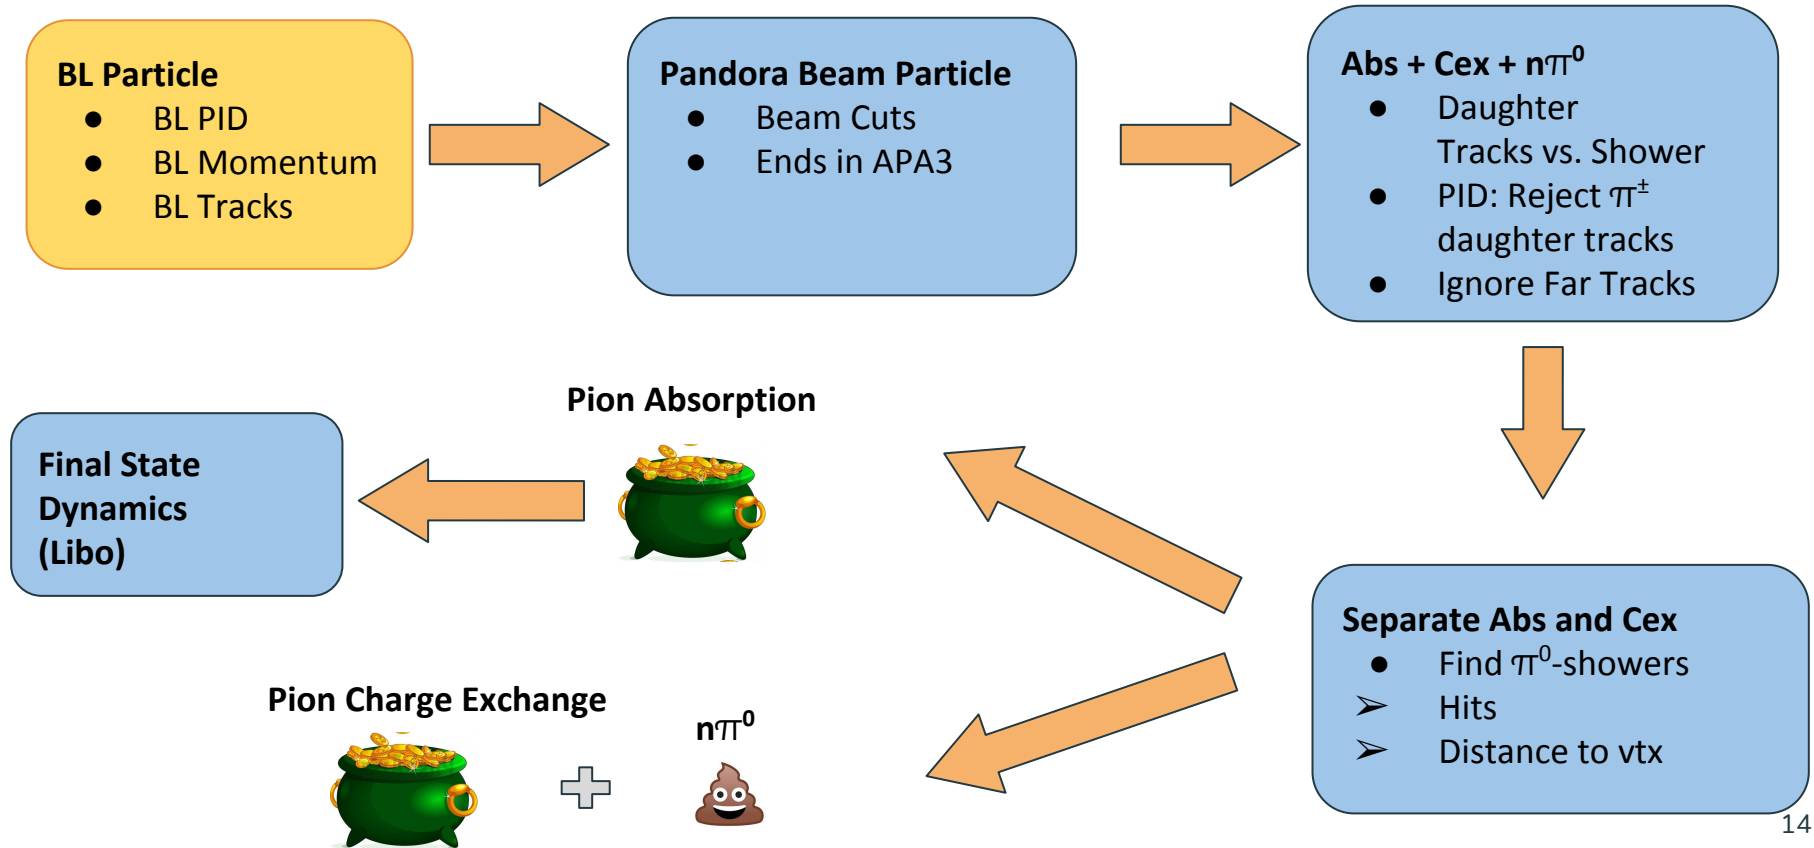 BL Particle
● BL PID
● BL Momentum
● BL Tracks
Pandora Beam Particle
● Beam Cuts
● Ends in APA3
Abs + Cex + nπ⁰
● Daughter
Tracks vs. Shower
● PID: Reject π±
daughter tracks
● Ignore Far Tracks
Separate Abs and Cex
● Find π⁰-showers
➢ Hits
➢ Distance to vtx
Pion Absorption
Final State
Dynamics
(Libo)
Pion Charge Exchange
nπ⁰
14